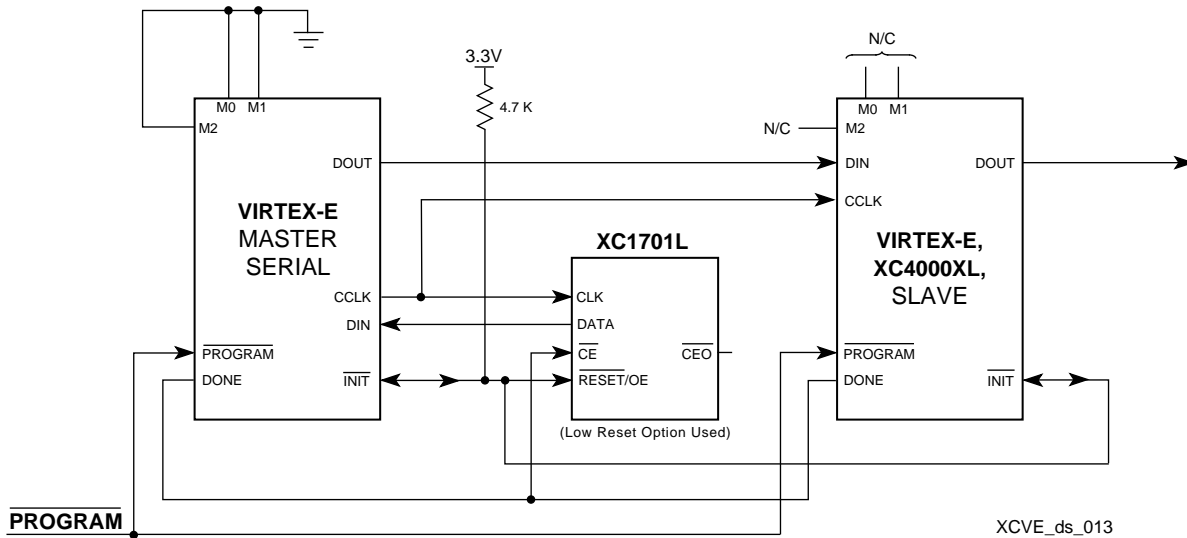 N/C
3.3V
M0 M1
4.7 K
M0 M1
M2
N/C
M2
DOUT
DIN
DOUT
VIRTEX-E
MASTER
SERIAL
CCLK
XC1701L
VIRTEX-E,
XC4000XL,
SLAVE
CCLK
CLK
DIN
DATA
PROGRAM
CE
CEO
PROGRAM
DONE
INIT
RESET/OE
DONE
INIT
(Low Reset Option Used)
PROGRAM
XCVE_ds_013